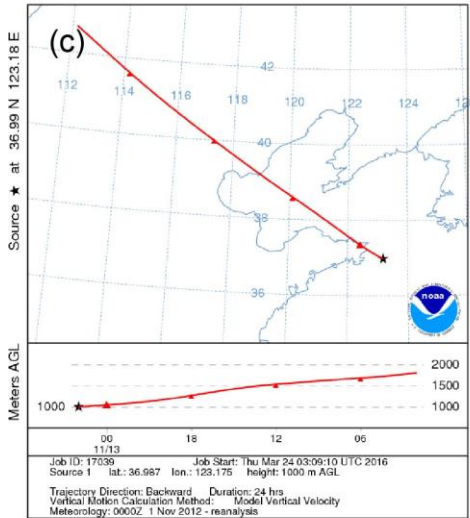 (c)
Source ★ at 36.99 N 123.18 E
42
112 114 116 118 120 122 124
40
38
36
noaa
Meters AGL
2000
1500
1000 1000
00 18 12 06
11/13
Job ID: 17039 Job Start: Thu Mar 24 03:09:10 UTC 2016
Source 1 lat.: 36.987 lon.: 123.175 height: 1000 m AGL
Trajectory Direction: Backward Duration: 24 hrs
Vertical Motion Calculation Method: Model Vertical Velocity
Meteorology: 0000Z 1 Nov 2012 - reanalysis